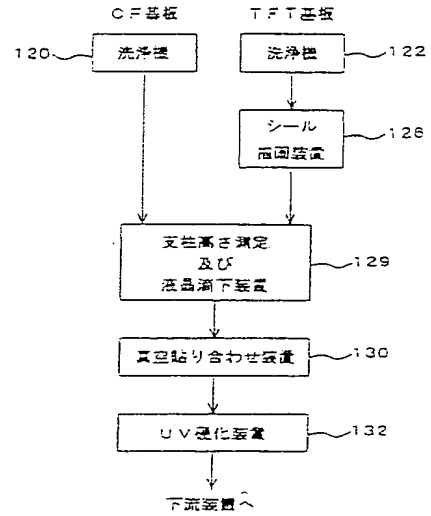 CF基板 TFT基板
120 洗浄機 洗浄機 122
シール
描画装置 126
支柱高さ測定
及び
液晶滴下装置 129
真空貼り合わせ装置 130
UV硬化装置 132
下流装置へ